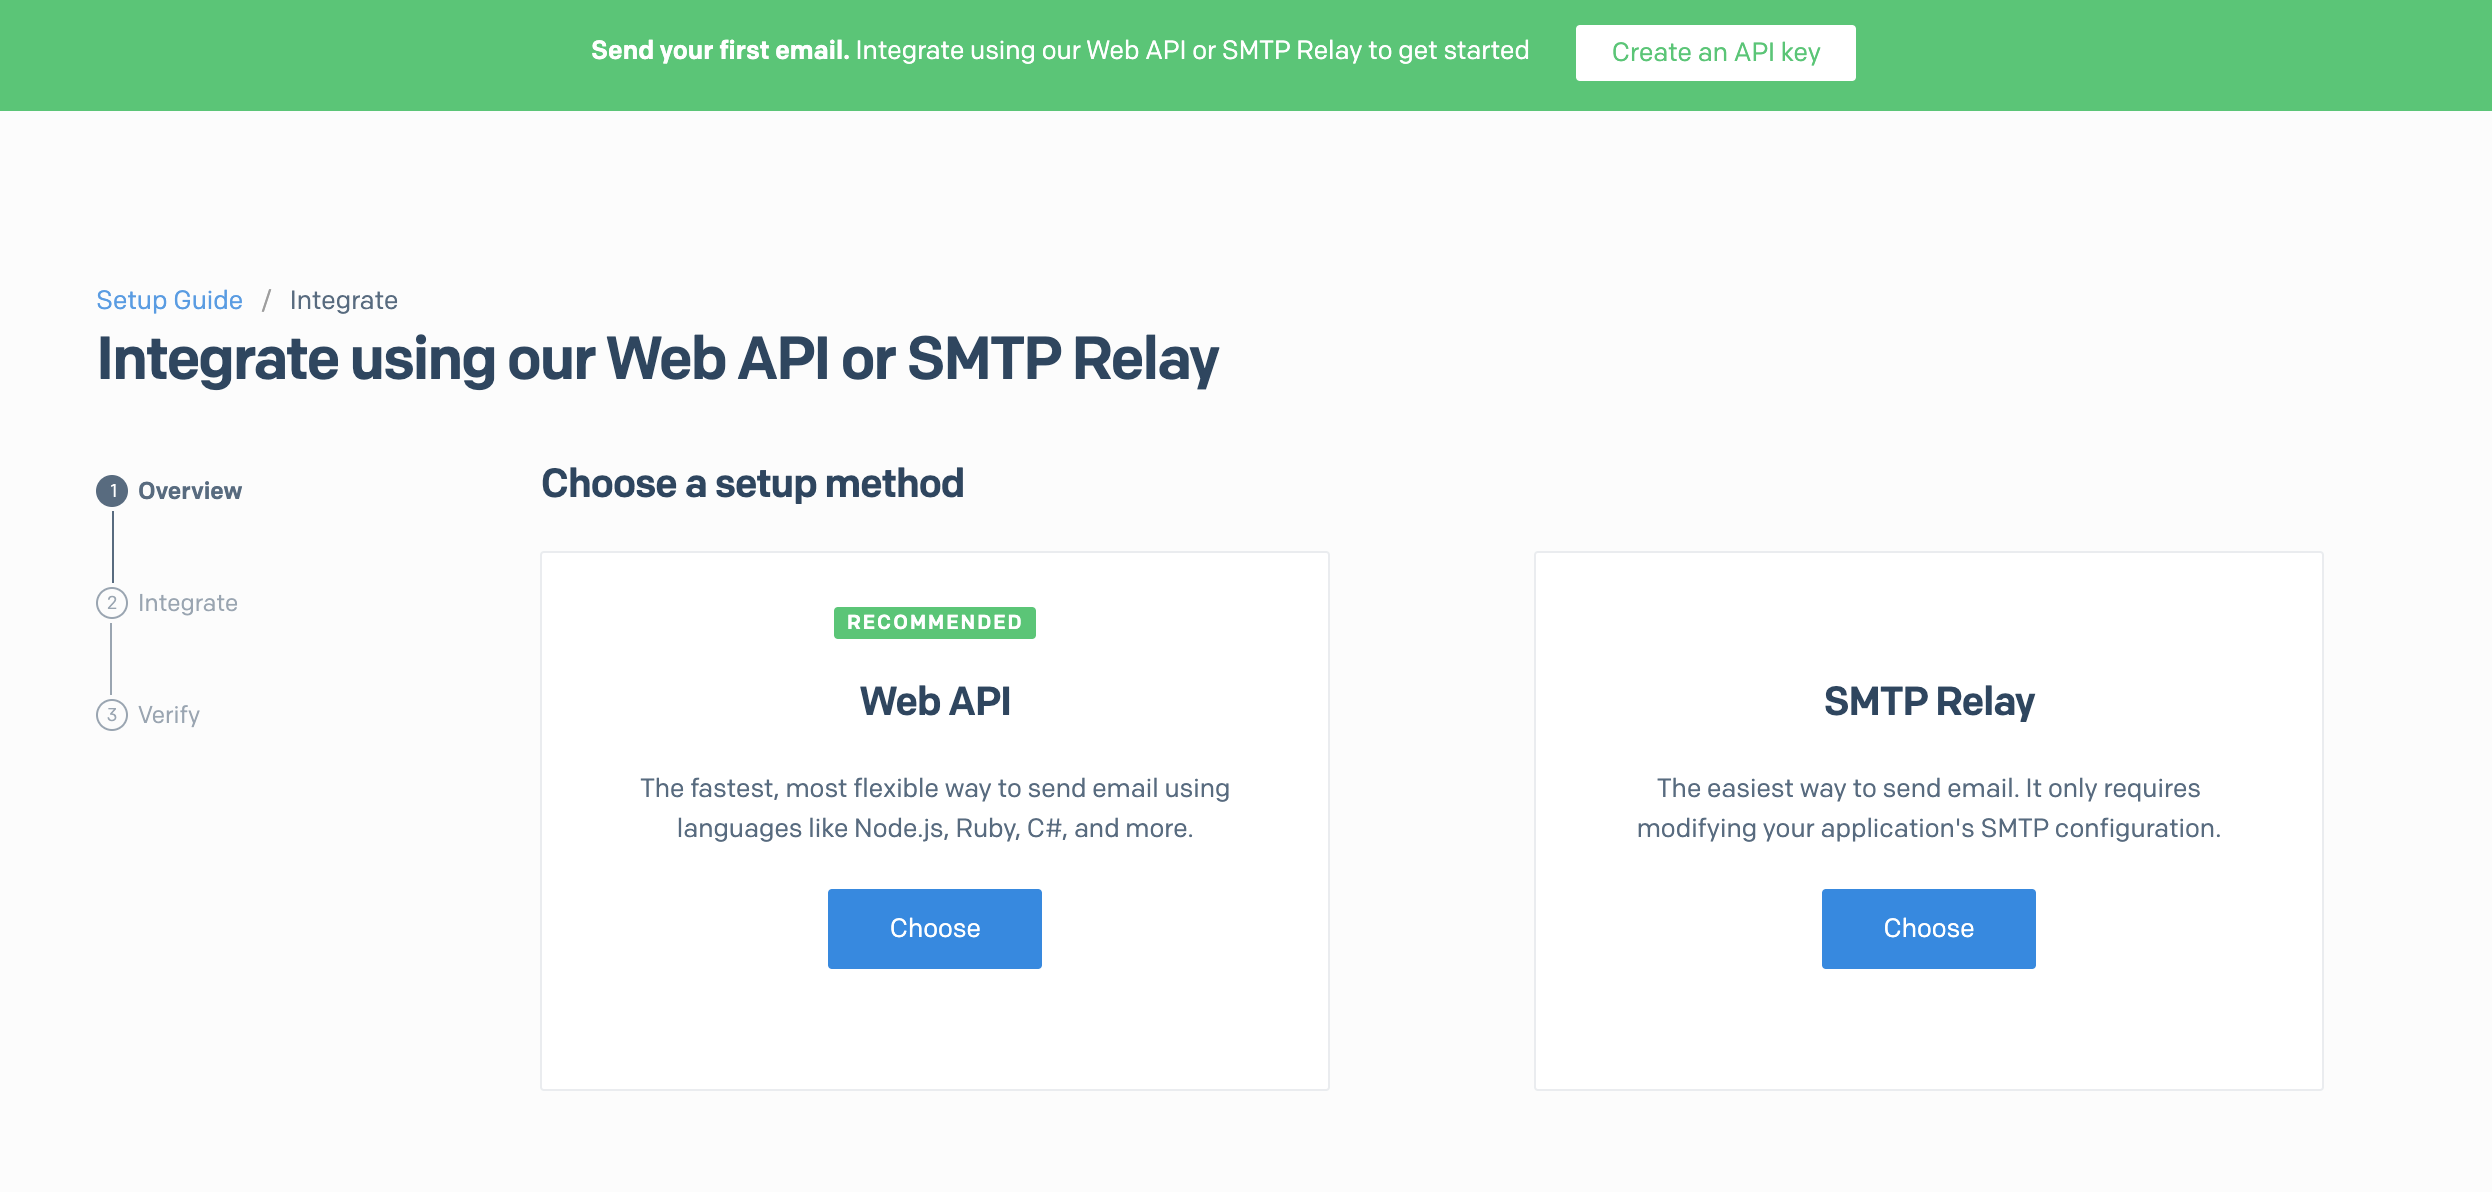 Send your first email. Integrate using our Web API or SMTP Relay to get started
Create an API key
Setup Guide / Integrate
Integrate using our Web API or SMTP Relay
1 Overview
2 Integrate
3 Verify
Choose a setup method
RECOMMENDED
Web API
The fastest, most flexible way to send email using
languages like Node.js, Ruby, C#, and more.
Choose
SMTP Relay
The easiest way to send email. It only requires
modifying your application's SMTP configuration.
Choose